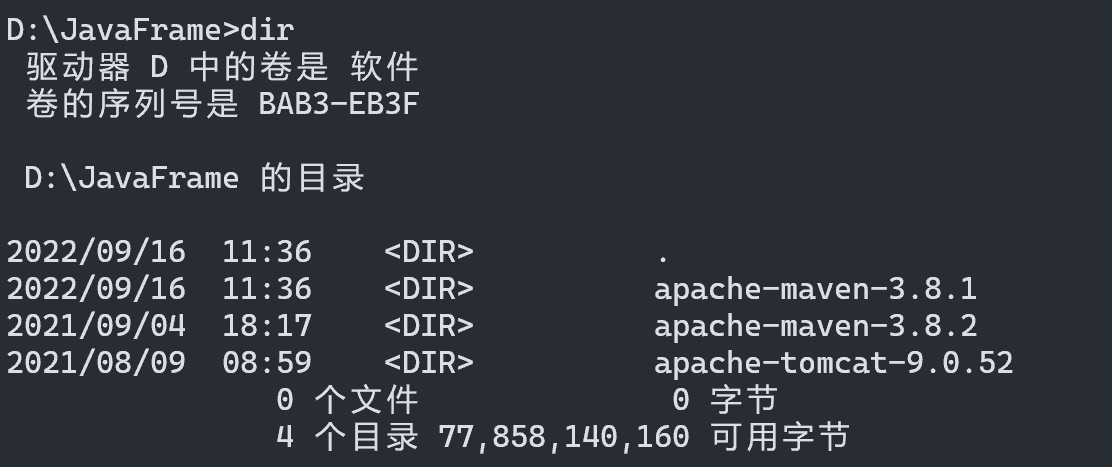 D:\JavaFrame>dir
驱动器 D 中的卷是 软件
卷的序列号是 BAB3-EB3F
D:\JavaFrame 的目录
2022/09/16  11:36    <DIR>          .
2022/09/16  11:36    <DIR>          apache-maven-3.8.1
2021/09/04  18:17    <DIR>          apache-maven-3.8.2
2021/08/09  08:59    <DIR>          apache-tomcat-9.0.52
0 个文件              0 字节
4 个目录 77,858,140,160 可用字节